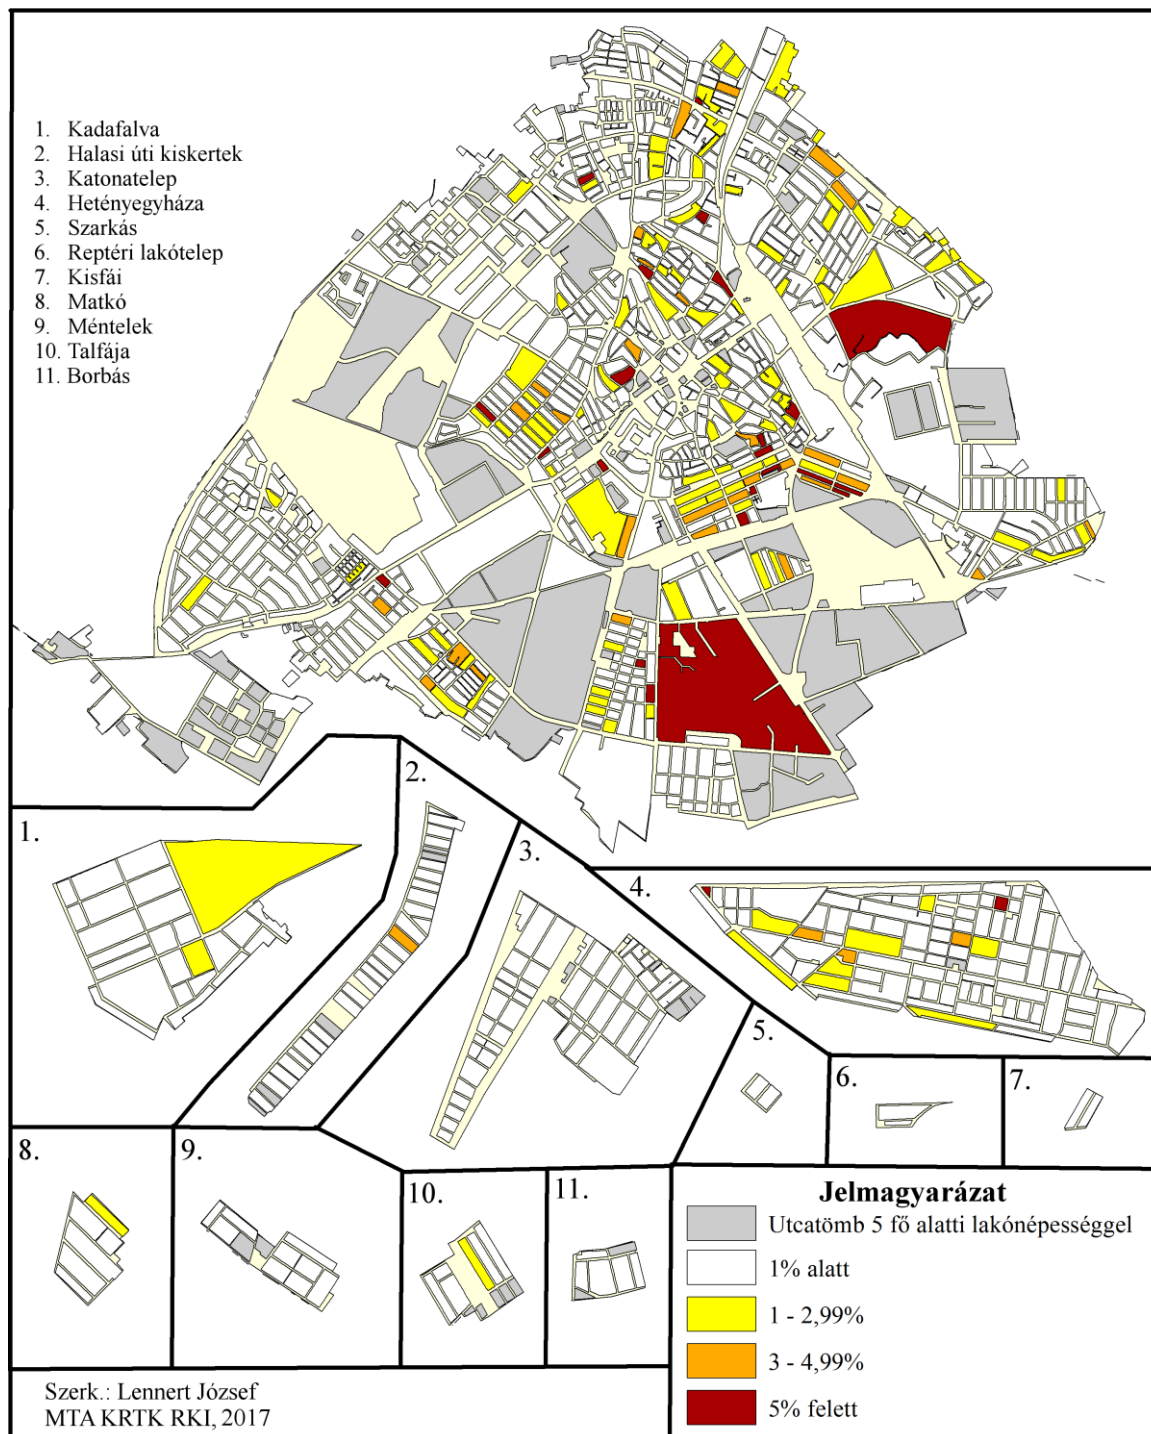 1. Kadafalva
2. Halasi úti kiskertek
3. Katonatelep
4. Hetényegyháza
5. Szarkás
6. Reptéri lakótelep
7. Kisfái
8. Matkó
9. Méntelek
10. Talfája
11. Borbás
1.
2.
3.
4.
5.
6.
7.
8.
9.
10.
11.
Jelmagyarázat
Utcatömb 5 fő alatti lakónépességgel
1% alatt
1 - 2,99%
3 - 4,99%
5% felett
Szerk.: Lennert József
MTA KRTK RKI, 2017